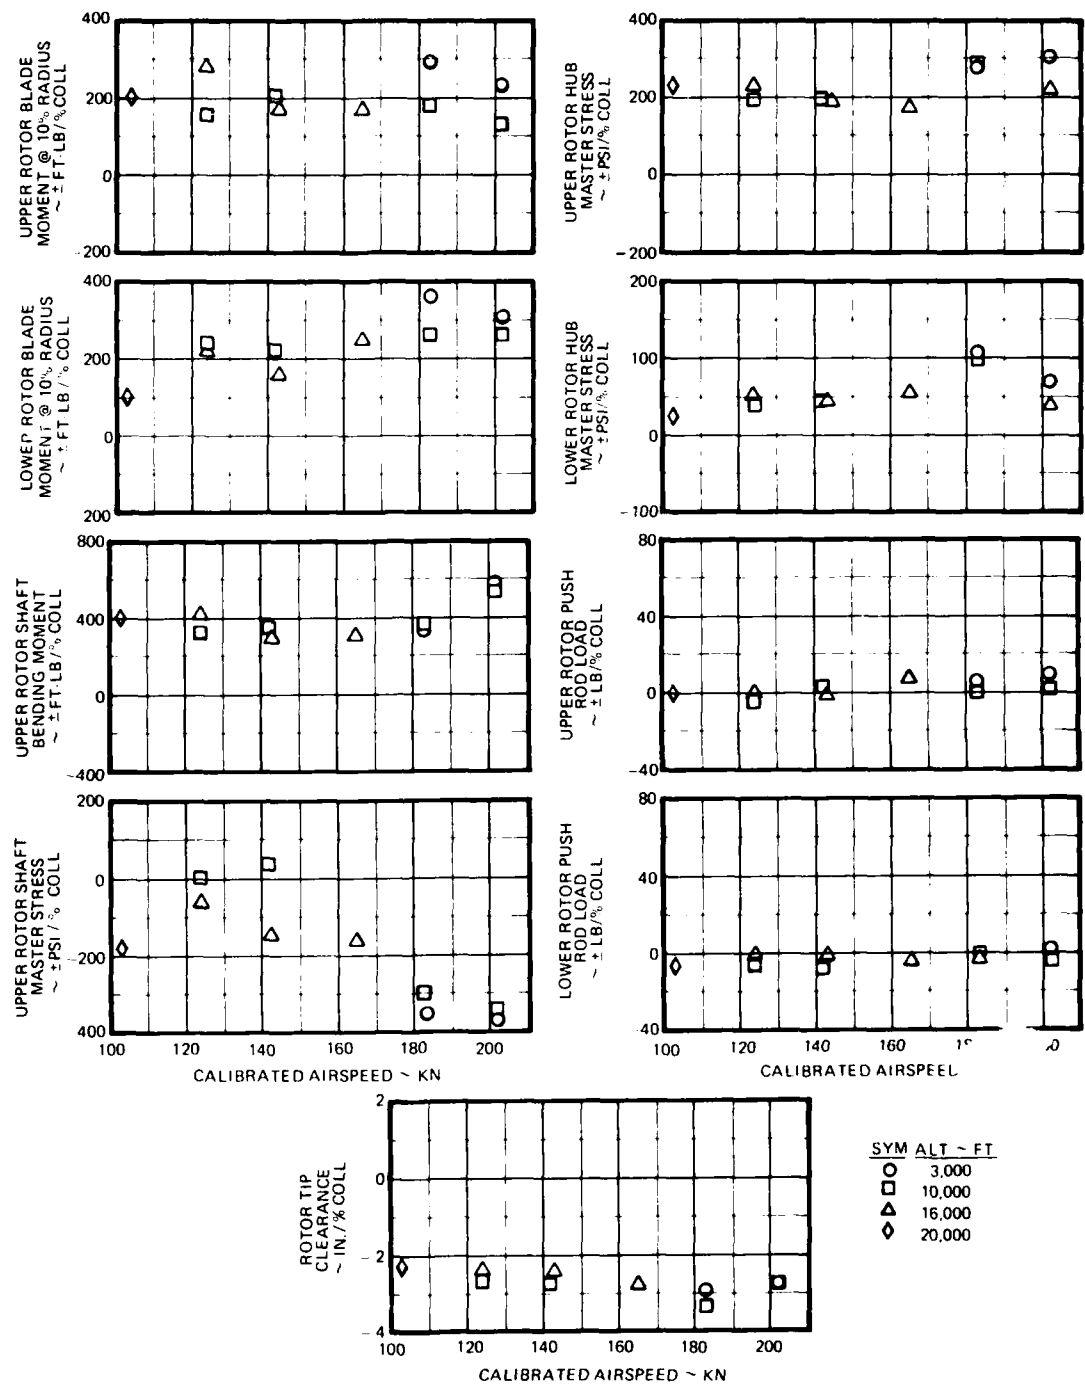 UPPER ROTOR BLADE
MOMENT @ 10% RADIUS
~ ±FT·LB/%COLL
400
200
0
-200
UPPER ROTOR HUB
MASTER STRESS
~ ±PSI/% COLL
400
200
0
-200
LOWER ROTOR BLADE
MOMENT @ 10% RADIUS
~ ±FT LB/% COLL
400
200
0
200
LOWER ROTOR HUB
MASTER STRESS
~ ±PSI/% COLL
200
100
0
-100
UPPER ROTOR SHAFT
BENDING MOMENT
~ ±FT·LB/% COLL
800
400
0
-400
UPPER ROTOR PUSH
ROD LOAD
~ ± LB/% COLL
80
40
0
-40
UPPER ROTOR SHAFT
MASTER STRESS
~ ±PSI/% COLL
200
0
-200
400
100 120 140 160 180 200
CALIBRATED AIRSPEED ~ KN
LOWER ROTOR PUSH
ROD LOAD
~ ± LB/% COLL
80
40
0
-40
100 120 140 160
CALIBRATED AIRSPEE
ROTOR TIP
CLEARANCE
~ IN./% COLL
2
0
-2
-4
100 120 140 160 180 200
CALIBRATED AIRSPEED ~ KN
SYM ALT ~ FT
3,000
10,000
16,000
20,000